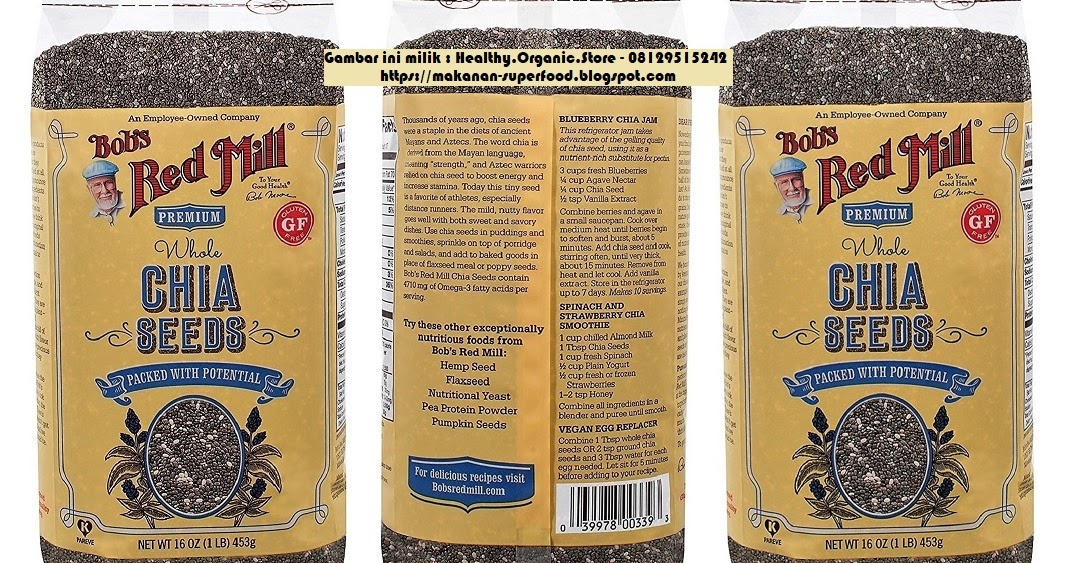 Gambar ini milik : Healthy.Organic.Store - 08129515242
https://makanan-superfood.blogspot.com
An Employee-Owned Company
Bob's
Red Mill®
To Your
Good Health®
Bob Moore
PREMIUM
GLUTEN
GF
FREE
Whole
CHIA
SEEDS
PACKED WITH POTENTIAL
K
PAREVE
NET WT 16 OZ (1 LB) 453g
Thousands of years ago, chia seeds
were a staple in the diets of ancient
Mayans and Aztecs. The word chia is
derived from the Mayan language,
meaning "strength," and Aztec warriors
relied on chia seed to boost energy and
increase stamina. Today this tiny seed
is a favorite of athletes, especially
distance runners. The mild, nutty flavor
goes well with both sweet and savory
dishes. Use chia seeds in puddings and
smoothies, sprinkle on top of porridge
and salads, and add to baked goods in
place of flaxseed meal or poppy seeds.
Bob's Red Mill Chia Seeds contain
4710 mg of Omega-3 fatty acids per
serving.
Try these other exceptionally
nutritious foods from
Bob's Red Mill:
Hemp Seed
Flaxseed
Nutritional Yeast
Pea Protein Powder
Pumpkin Seeds
For delicious recipes visit
Bobsredmill.com
BLUEBERRY CHIA JAM
This refrigerator jam takes
advantage of the gelling quality
of chia seed, using it as a
nutrient-rich substitute for pectin.
3 cups fresh Blueberries
¼ cup Agave Nectar
¼ cup Chia Seed
½ tsp Vanilla Extract
Combine berries and agave in
a small saucepan. Cook over
medium heat until berries begin
to soften and burst, about 5
minutes. Add chia seed and cook,
stirring often, until very thick,
about 15 minutes. Remove from
heat and let cool. Add vanilla
extract. Store in the refrigerator
up to 7 days. Makes 10 servings.
SPINACH AND
STRAWBERRY CHIA
SMOOTHIE
1 cup chilled Almond Milk
1 Tbsp Chia Seeds
1 cup fresh Spinach
½ cup Plain Yogurt
½ cup fresh or frozen
Strawberries
1–2 tsp Honey
Combine all ingredients in a
blender and puree until smooth.
VEGAN EGG REPLACER
Combine 1 Tbsp whole chia
seeds OR 2 tsp ground chia
seeds and 3 Tbsp water for each
egg needed. Let sit for 5 minutes
before adding to your recipe.
0 39978 00339 3
An Employee-Owned Company
Bob's
Red Mill®
To Your
Good Health®
Bob Moore
PREMIUM
GLUTEN
GF
FREE
Whole
CHIA
SEEDS
PACKED WITH POTENTIAL
K
PAREVE
NET WT 16 OZ (1 LB) 453g